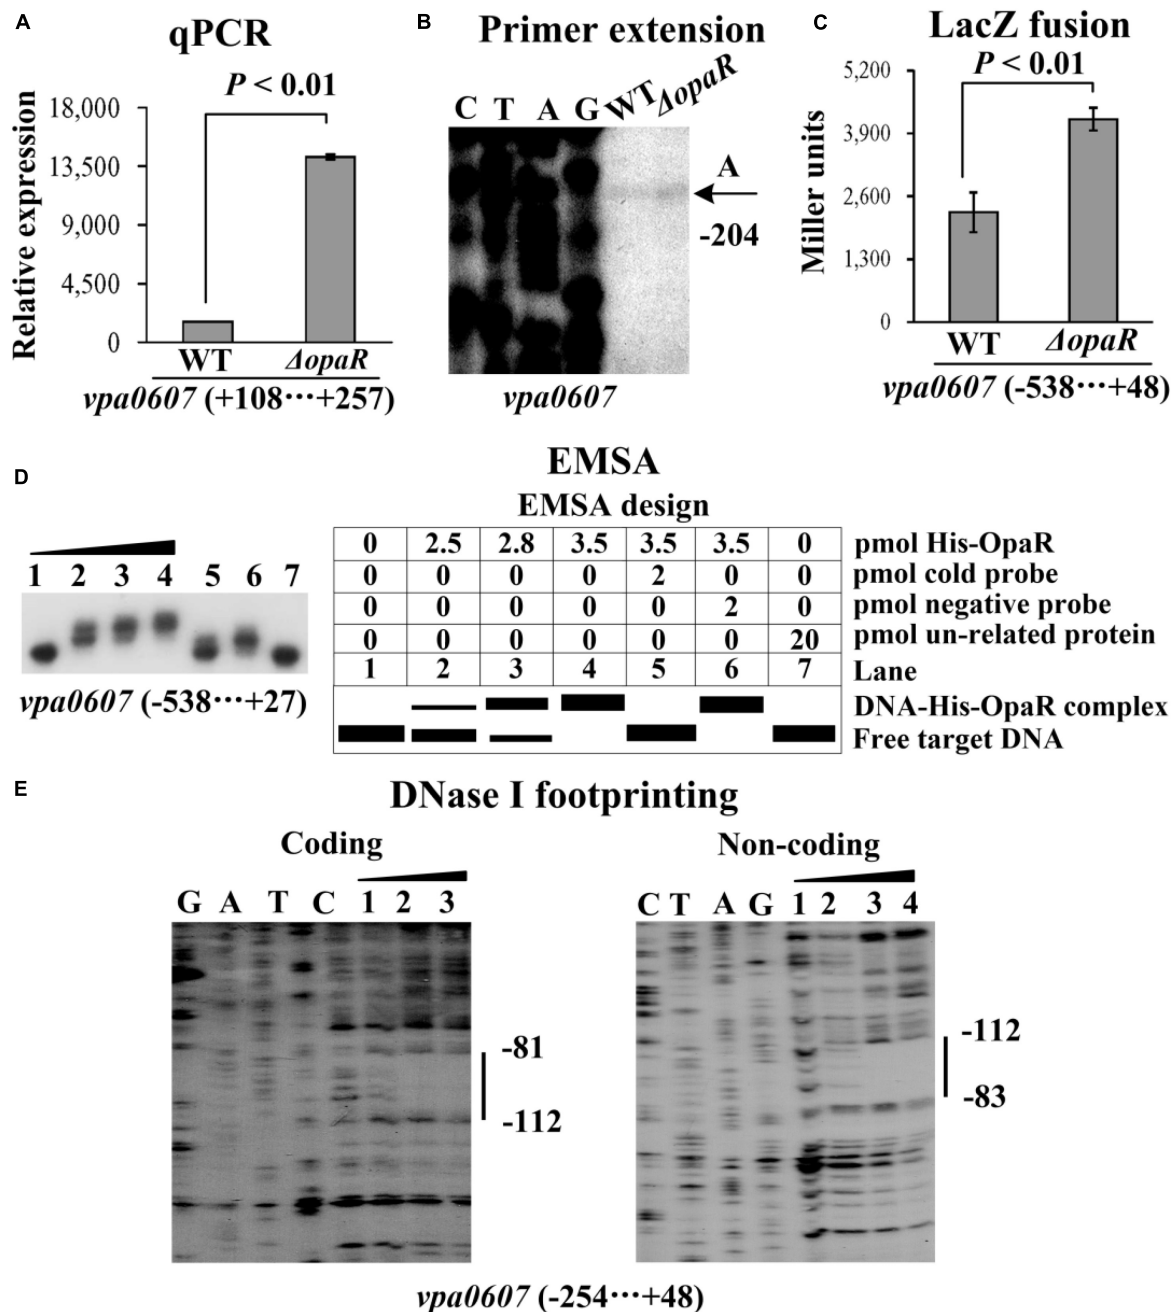 A
qPCR
P < 0.01
Relative expression
18,000
13,500
9,000
4,500
0
WT ΔopaR
vpa0607 (+108···+257)
B
Primer extension
C T A G WT ΔopaR
A
-204
vpa0607
C
LacZ fusion
P < 0.01
Miller units
5,200
3,900
2,600
1,300
0
WT ΔopaR
vpa0607 (-538···+48)
D
EMSA
EMSA design
1 2 3 4 5 6 7
vpa0607 (-538···+27)
0 2.5 2.8 3.5 3.5 3.5 0 pmol His-OpaR
0 0 0 0 2 0 0 pmol cold probe
0 0 0 0 0 2 0 pmol negative probe
0 0 0 0 0 0 20 pmol un-related protein
1 2 3 4 5 6 7 Lane
DNA-His-OpaR complex
Free target DNA
E
DNase I footprinting
Coding
G A T C 1 2 3
-81
-112
Non-coding
C T A G 1 2 3 4
-112
-83
vpa0607 (-254···+48)